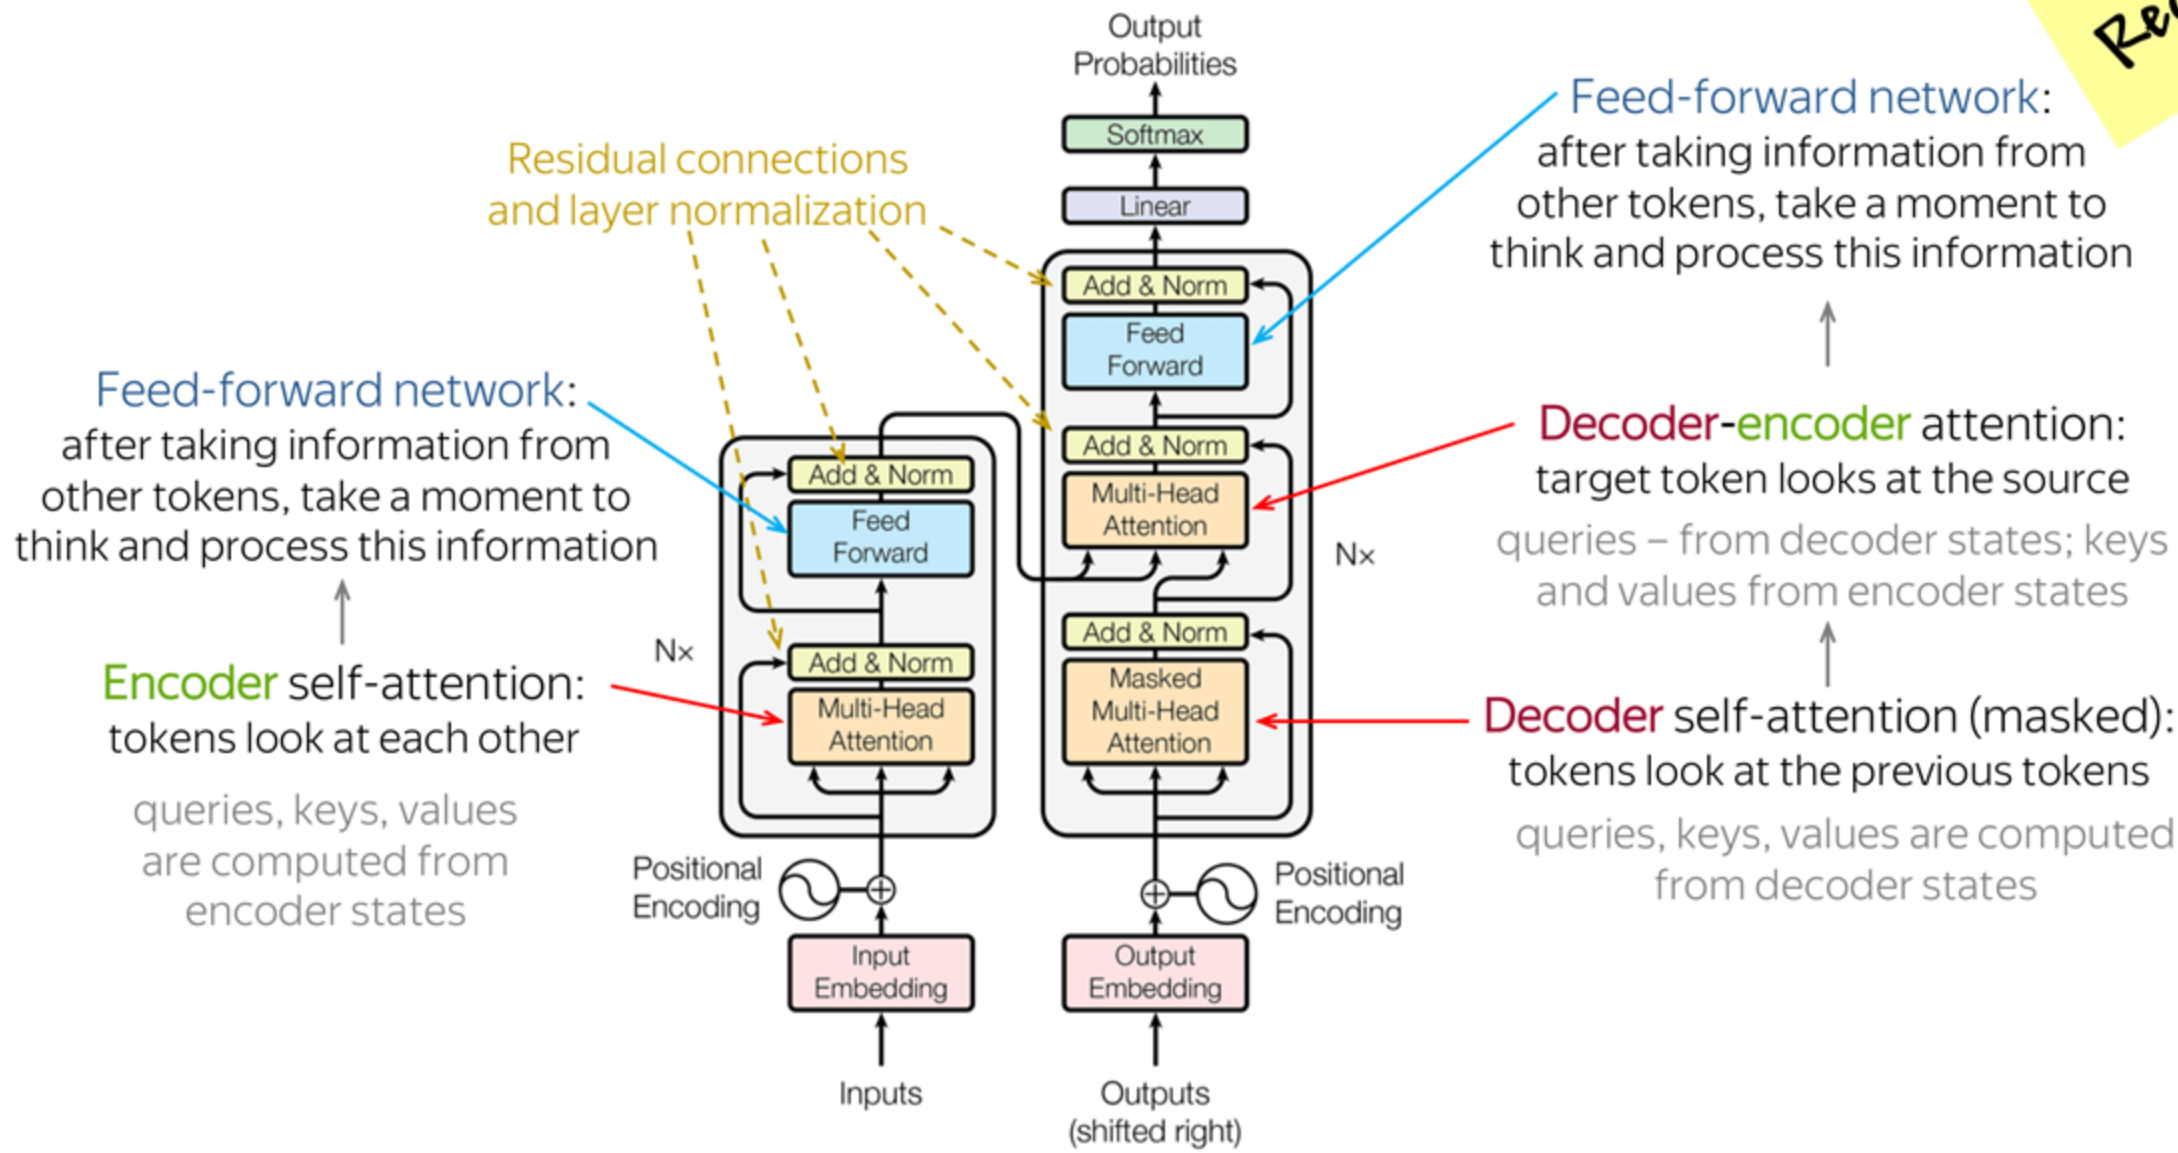 Output
Probabilities
Softmax
Linear
Add & Norm
Feed
Forward
Add & Norm
Multi-Head
Attention
Add & Norm
Masked
Multi-Head
Attention
Nx
Positional
Encoding
Output
Embedding
Outputs
(shifted right)
Add & Norm
Feed
Forward
Add & Norm
Multi-Head
Attention
Nx
Positional
Encoding
Input
Embedding
Inputs
Residual connections
and layer normalization
Feed-forward network:
after taking information from
other tokens, take a moment to
think and process this information
Encoder self-attention:
tokens look at each other
queries, keys, values
are computed from
encoder states
Feed-forward network:
after taking information from
other tokens, take a moment to
think and process this information
Decoder-encoder attention:
target token looks at the source
queries – from decoder states; keys
and values from encoder states
Decoder self-attention (masked):
tokens look at the previous tokens
queries, keys, values are computed
from decoder states